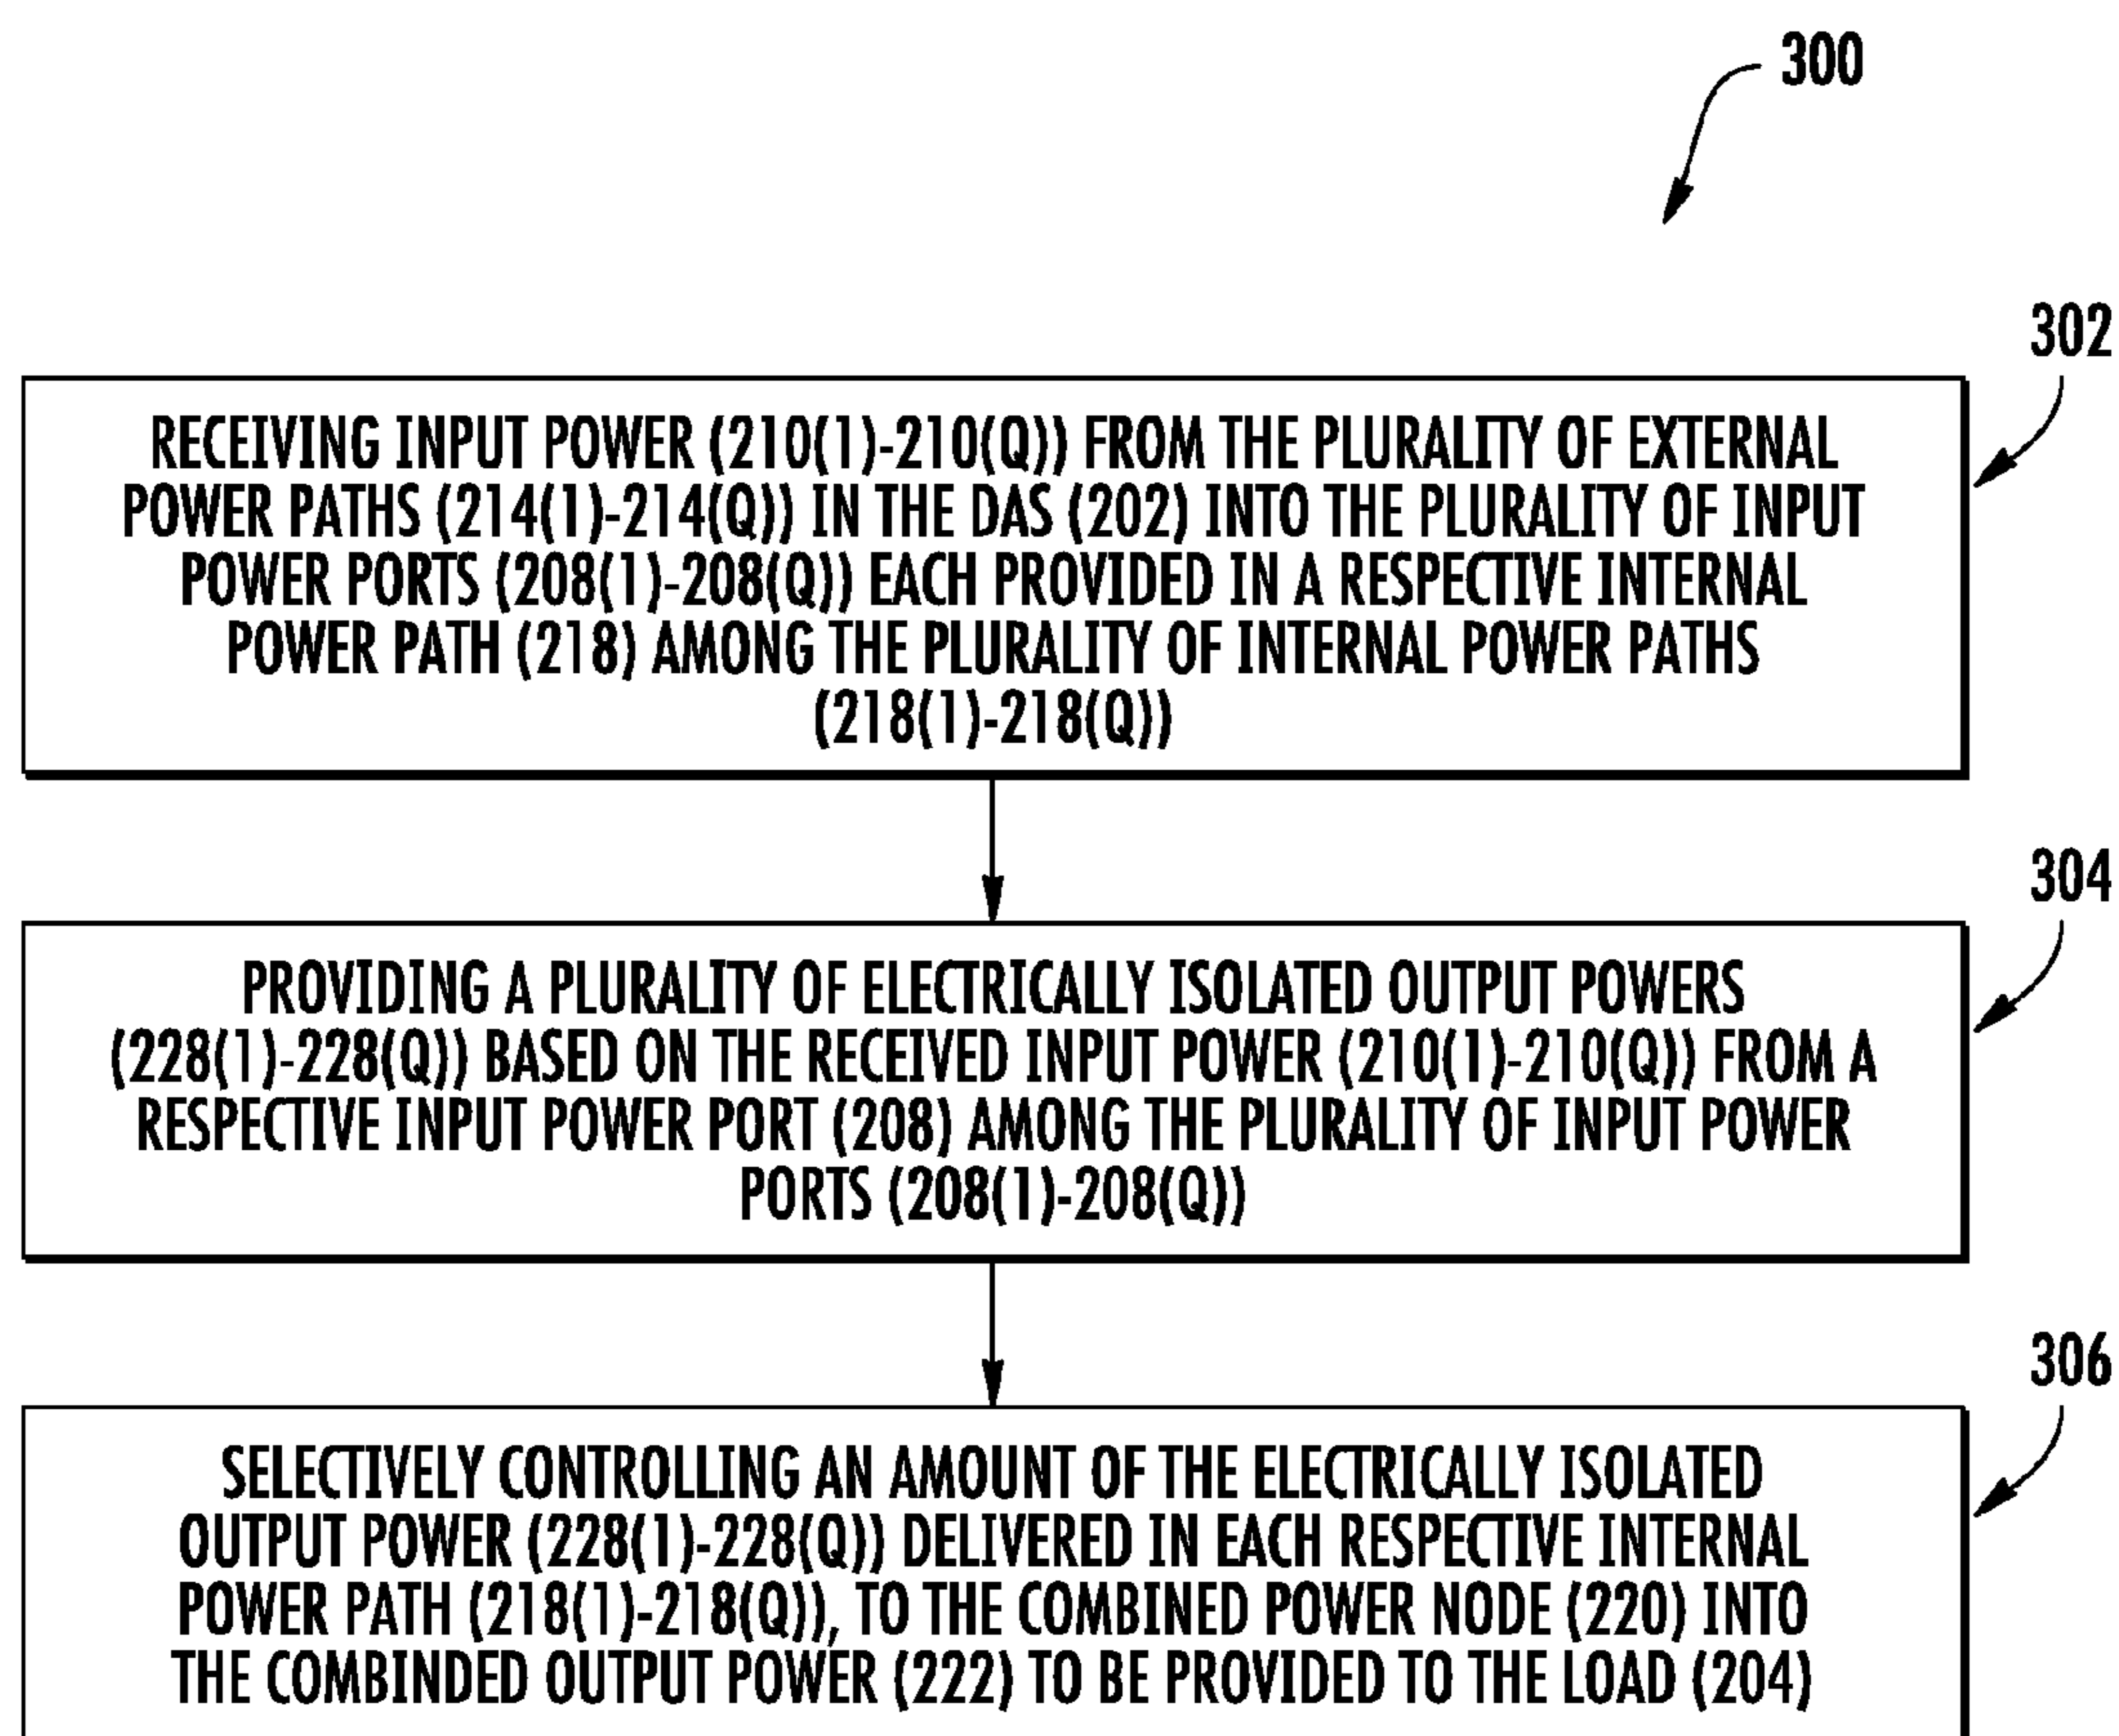 300
302
RECEIVING INPUT POWER (210(1)-210(Q)) FROM THE PLURALITY OF EXTERNAL
POWER PATHS (214(1)-214(Q)) IN THE DAS (202) INTO THE PLURALITY OF INPUT
POWER PORTS (208(1)-208(Q)) EACH PROVIDED IN A RESPECTIVE INTERNAL
POWER PATH (218) AMONG THE PLURALITY OF INTERNAL POWER PATHS
(218(1)-218(Q))
304
PROVIDING A PLURALITY OF ELECTRICALLY ISOLATED OUTPUT POWERS
(228(1)-228(Q)) BASED ON THE RECEIVED INPUT POWER (210(1)-210(Q)) FROM A
RESPECTIVE INPUT POWER PORT (208) AMONG THE PLURALITY OF INPUT POWER
PORTS (208(1)-208(Q))
306
SELECTIVELY CONTROLLING AN AMOUNT OF THE ELECTRICALLY ISOLATED
OUTPUT POWER (228(1)-228(Q)) DELIVERED IN EACH RESPECTIVE INTERNAL
POWER PATH (218(1)-218(Q)), TO THE COMBINED POWER NODE (220) INTO
THE COMBINDED OUTPUT POWER (222) TO BE PROVIDED TO THE LOAD (204)